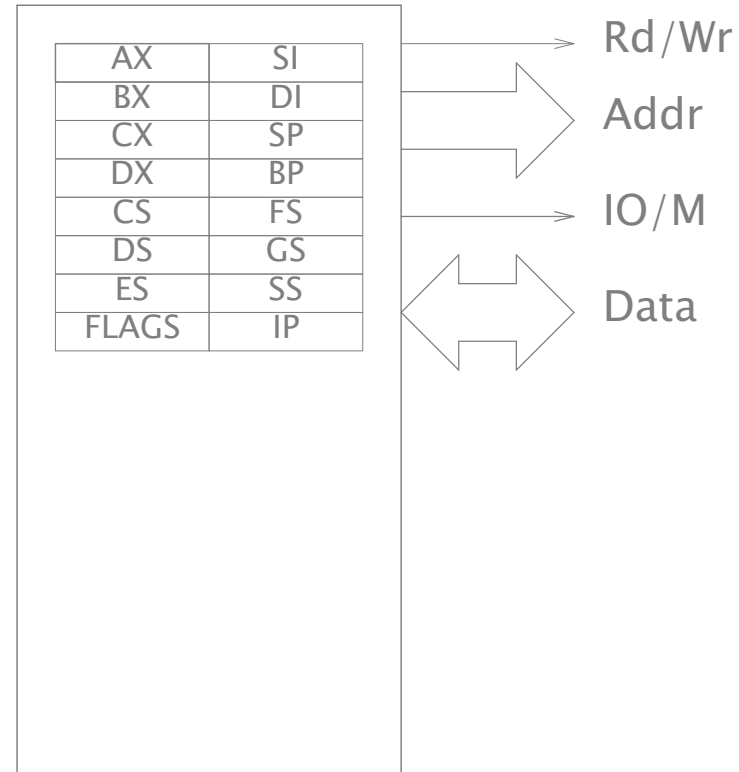 AX SI
BX DI
CX SP
DX BP
CS FS
DS GS
ES SS
FLAGS IP
Rd/Wr
Addr
IO/M
Data